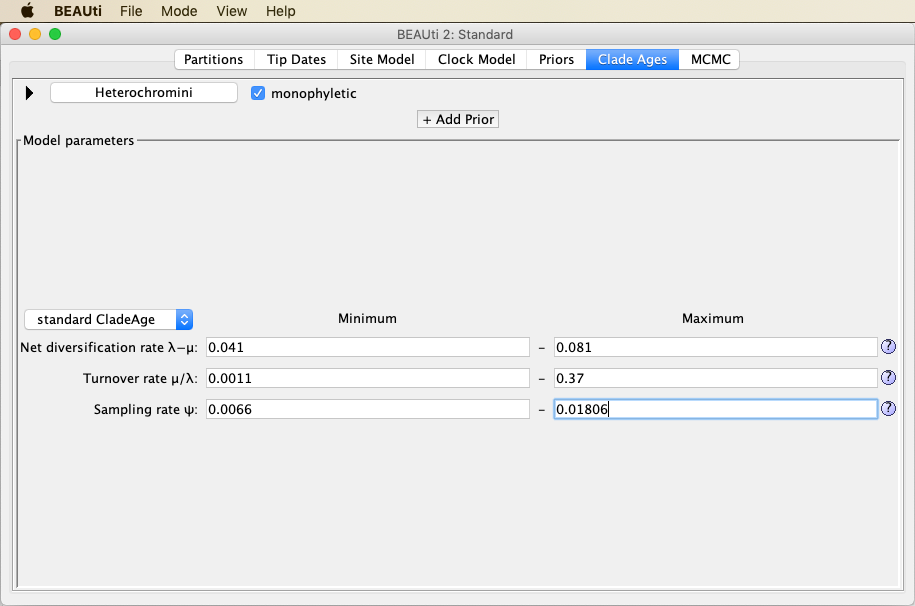 BEAUti File Mode View Help
BEAUti 2: Standard
Partitions Tip Dates Site Model Clock Model Priors Clade Ages MCMC
Heterochromini monophyletic
+ Add Prior
Model parameters
standard CladeAge Minimum Maximum
Net diversification rate λ−μ: 0.041 – 0.081 ?
Turnover rate μ/λ: 0.0011 – 0.37 ?
Sampling rate ψ: 0.0066 – 0.01806 ?